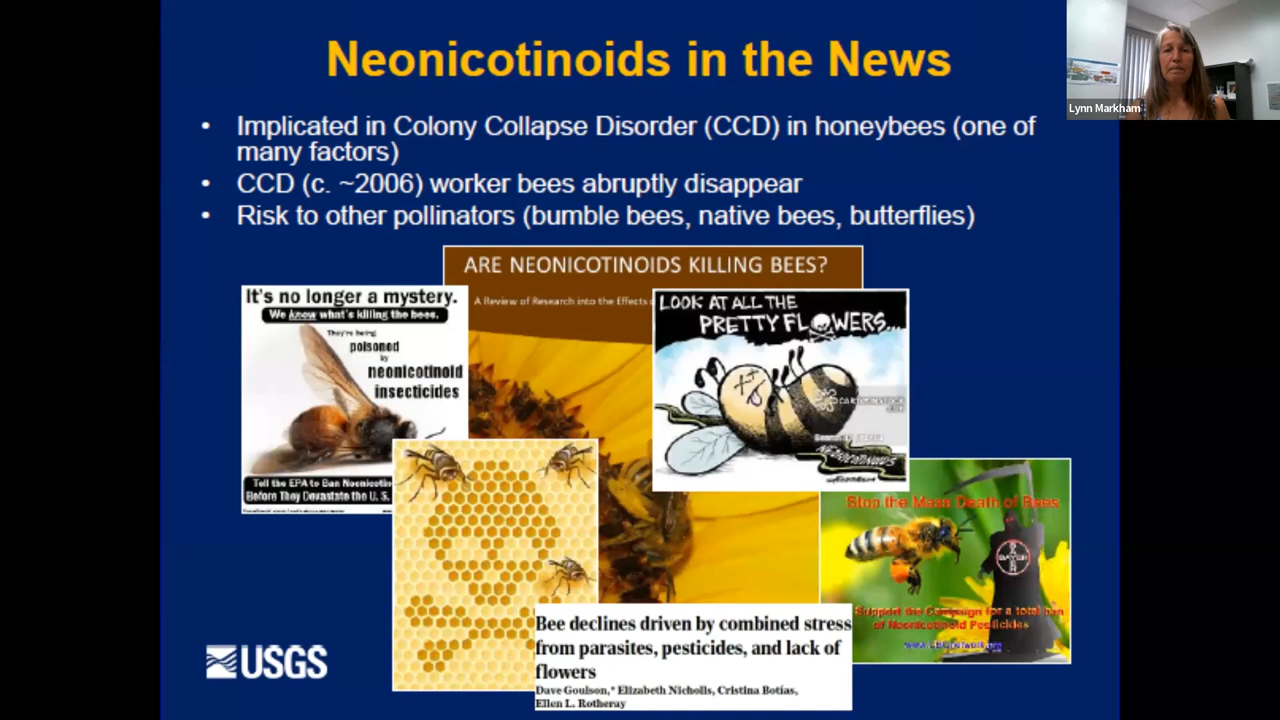 Neonicotinoids in the News
Lynn Markham
• Implicated in Colony Collapse Disorder (CCD) in honeybees (one of
many factors)
• CCD (c. ~2006) worker bees abruptly disappear
• Risk to other pollinators (bumble bees, native bees, butterflies)
ARE NEONICOTINOIDS KILLING BEES?
A Review of Research into the Effects
It's no longer a mystery.
We know what's killing the bees.
They're being
poisoned
by
neonicotinoid
insecticides
Tell the EPA to Ban
Before They Devastate the U. S.
LOOK AT ALL THE
PRETTY FLOWERS...
NEONICOTINOIDS
Stop the Mass Death of Bees
BAYER
Support the Campaign for a total ban
of Neonicotinoid Pesticides
Bee declines driven by combined stress
from parasites, pesticides, and lack of
flowers
Dave Goulson,* Elizabeth Nicholls, Cristina Botías,
Ellen L. Rotheray
USGS